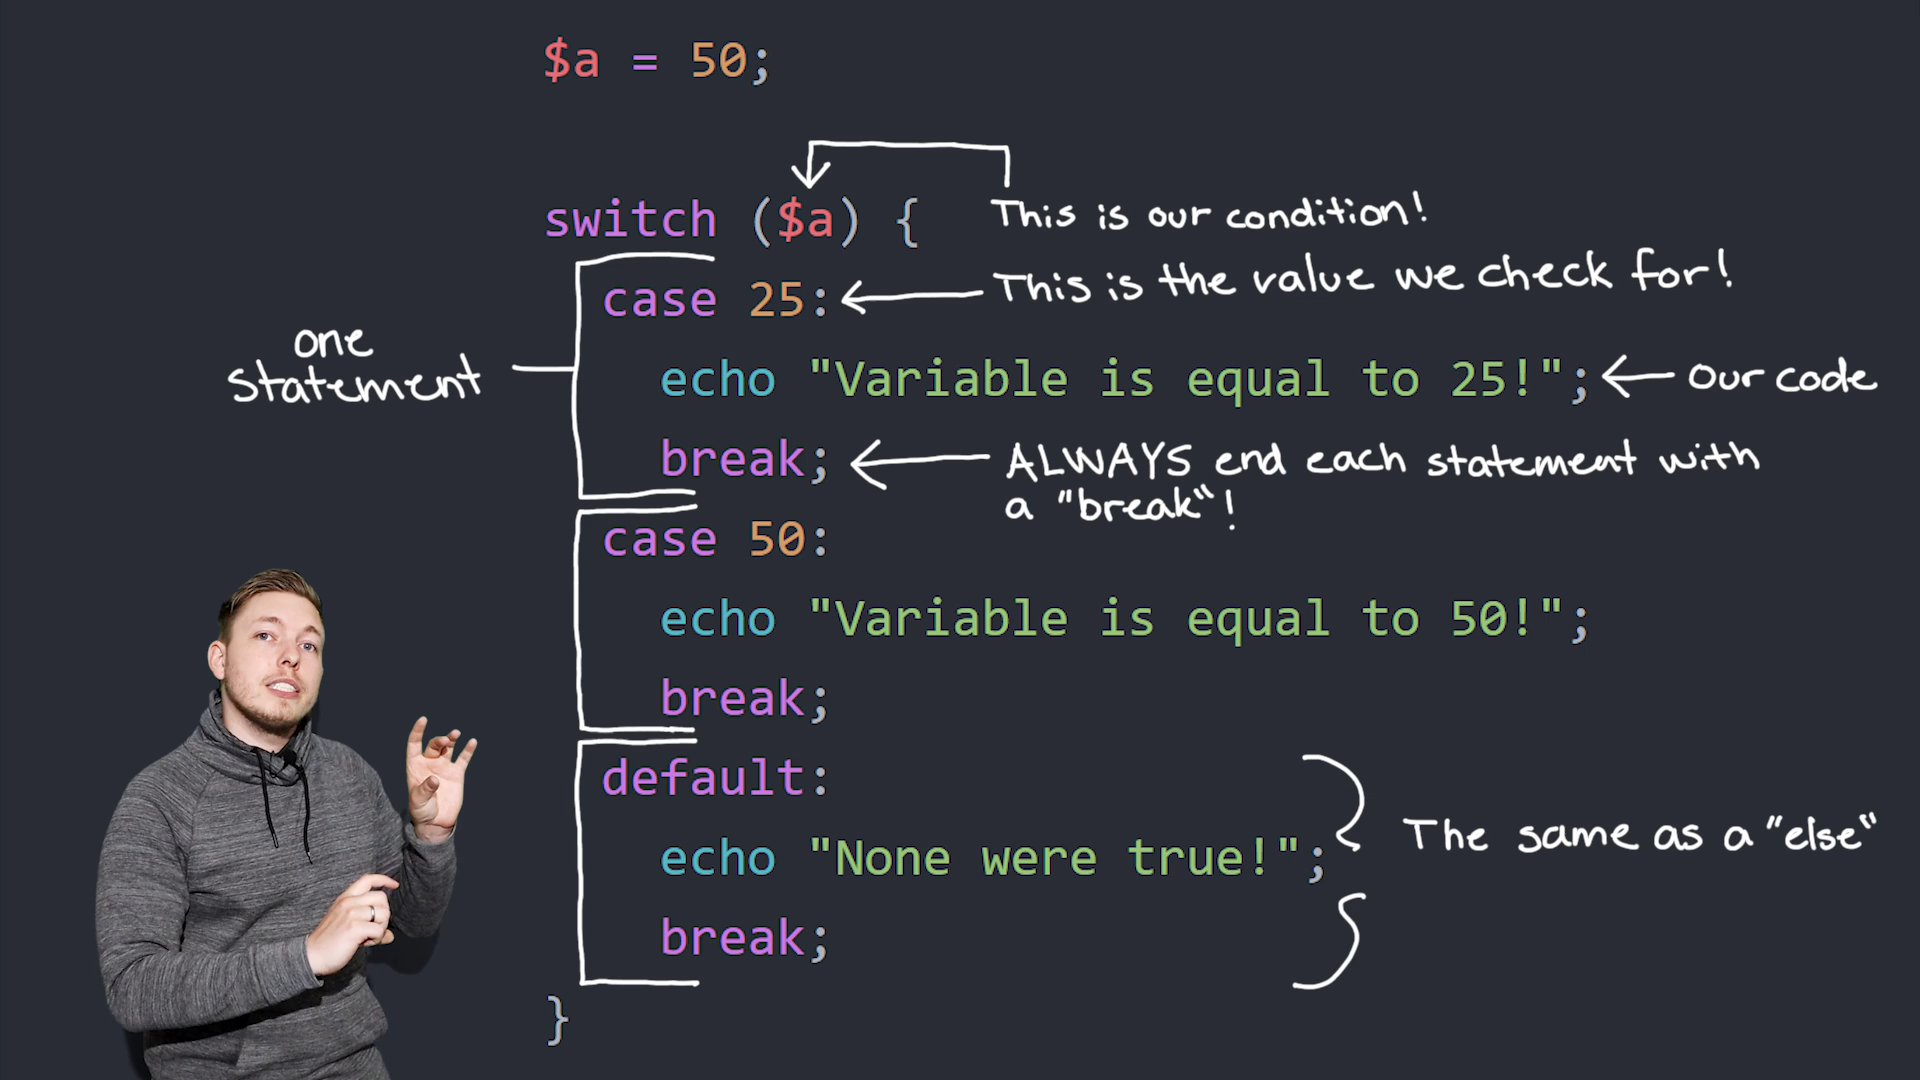 $a = 50;
switch ($a) {
This is our condition!
case 25:
This is the value we check for!
one
statement
echo "Variable is equal to 25!";
Our code
break;
ALWAYS end each statement with
a "break"!
case 50:
echo "Variable is equal to 50!";
break;
default:
echo "None were true!";
The same as a "else"
break;
}